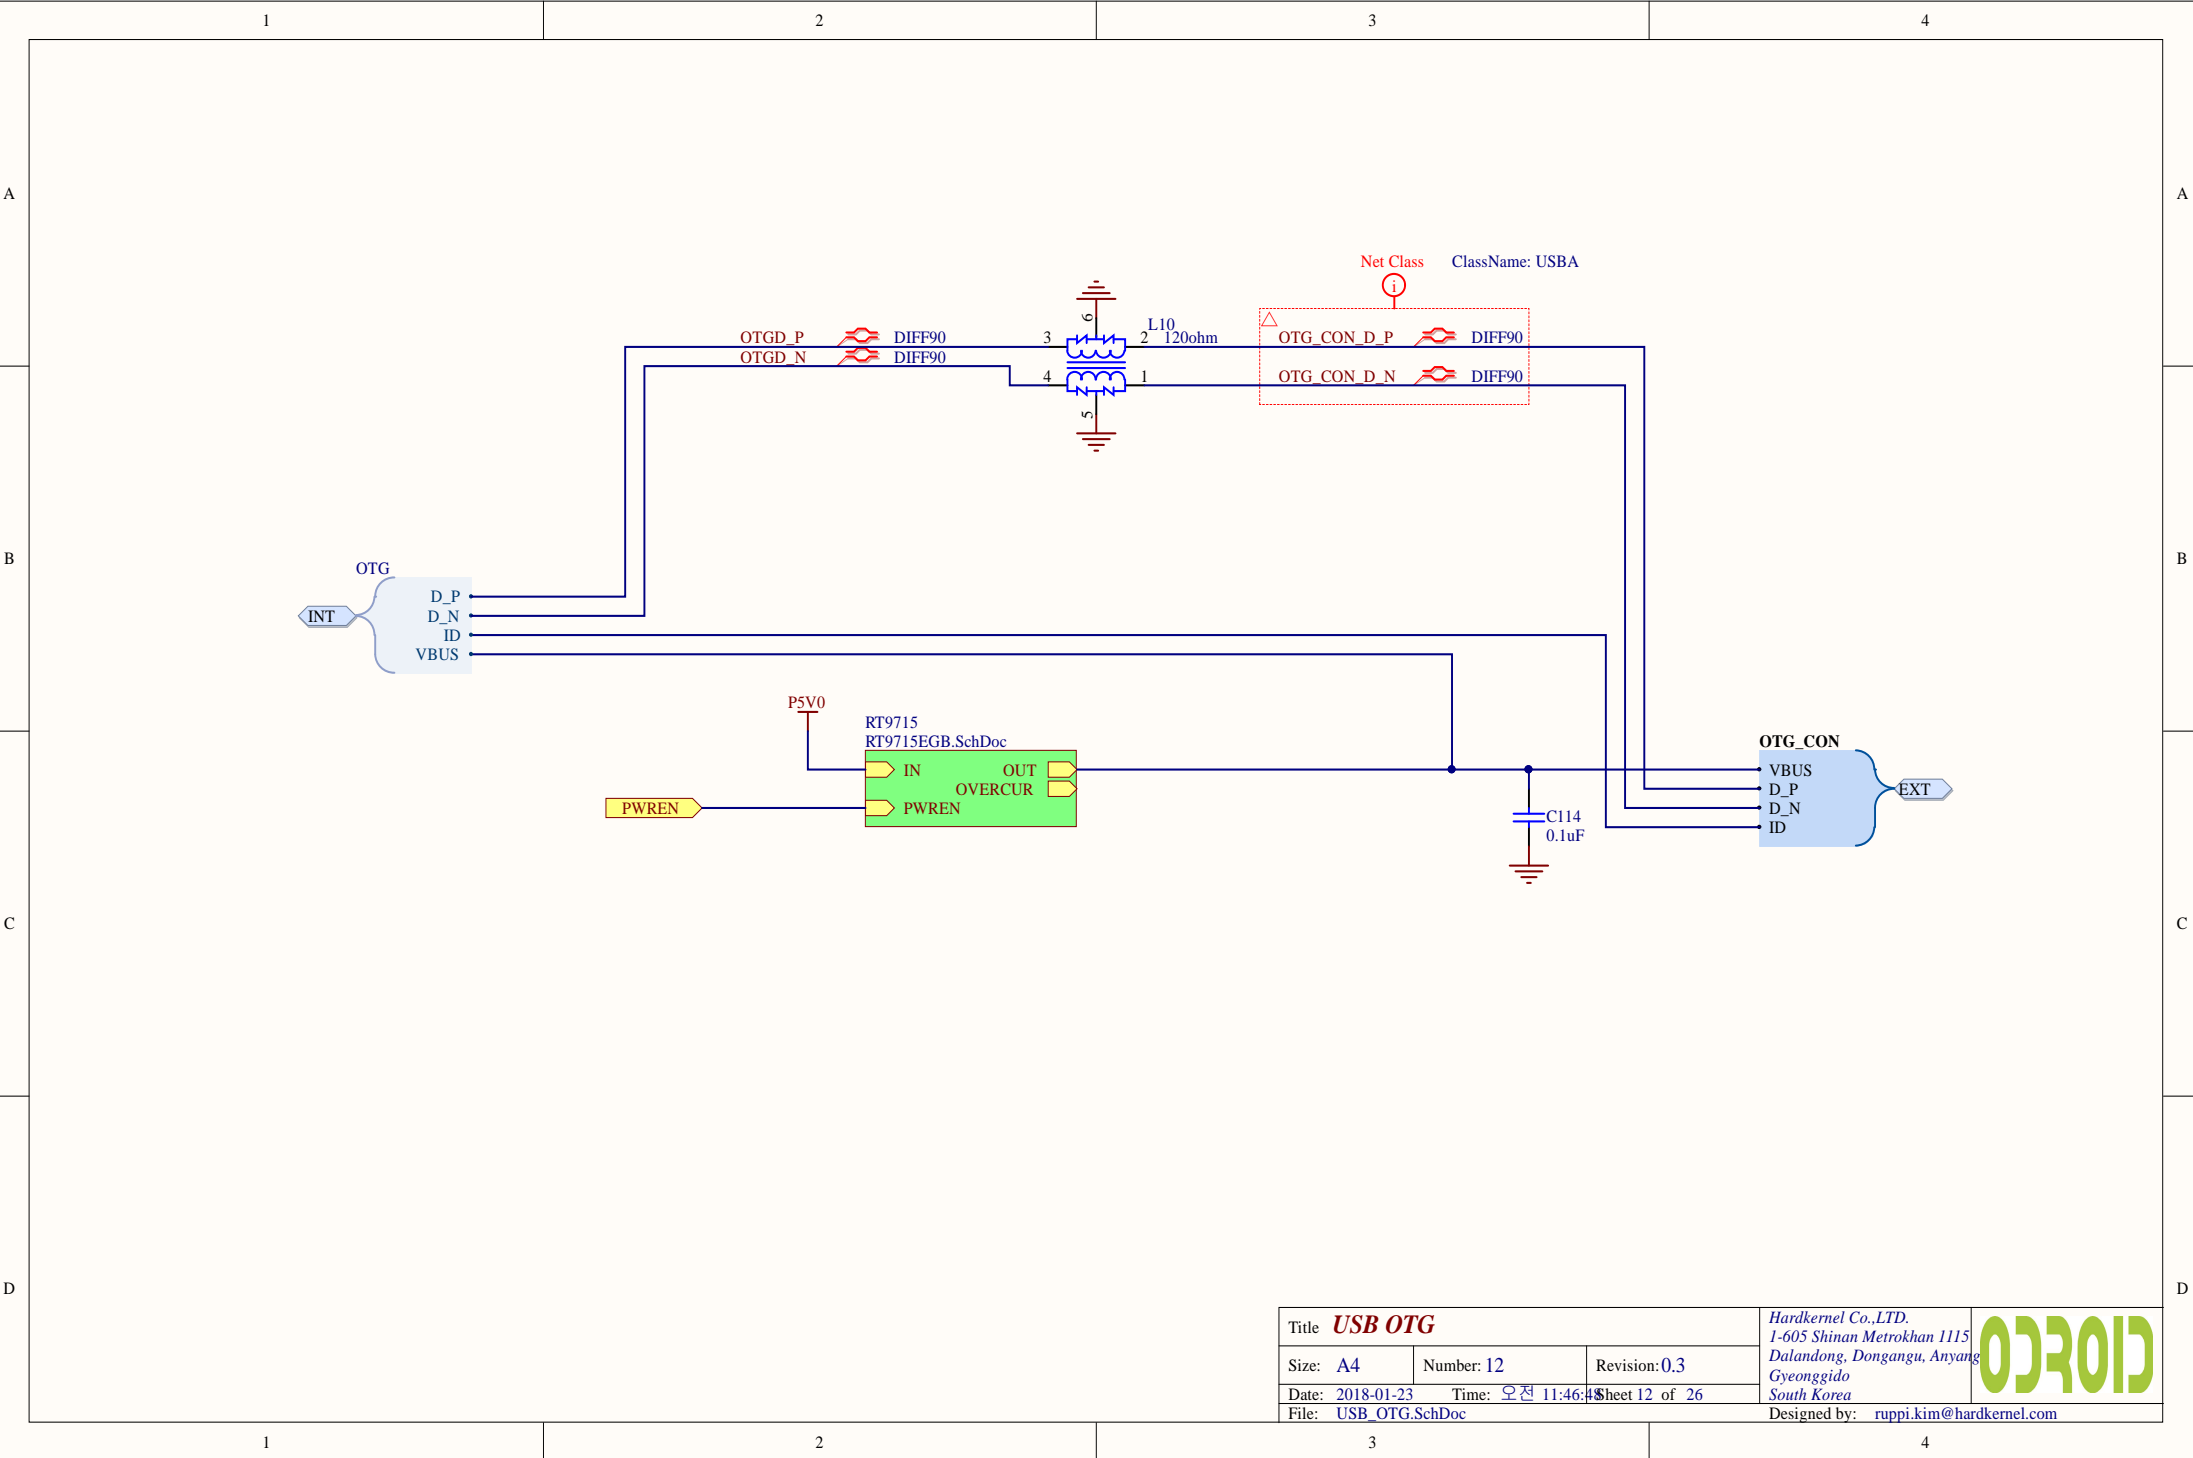 1 2 3 4
A A
Net Class ClassName: USBA
L10
120ohm
6
3 2
4 1
5
OTGD_P DIFF90
OTGD_N DIFF90
i
OTG_CON_D_P DIFF90
OTG_CON_D_N DIFF90
B B
OTG
INT
D_P
D_N
ID
VBUS
P5V0
RT9715
RT9715EGB.SchDoc
IN OUT
OVERCUR
PWREN
PWREN
C114
0.1uF
OTG_CON
VBUS
D_P
D_N
ID
EXT
C C
D D
Title USB OTG
Size: A4 Number: 12 Revision: 0.3
Date: 2018-01-23 Time: 오전 11:46:48 Sheet 12 of 26
File: USB_OTG.SchDoc
Hardkernel Co.,LTD.
1-605 Shinan Metrokhan 1115
Dalandong, Dongangu, Anyang
Gyeonggido
South Korea
Designed by: ruppi.kim@hardkernel.com
ODROID
1 2 3 4